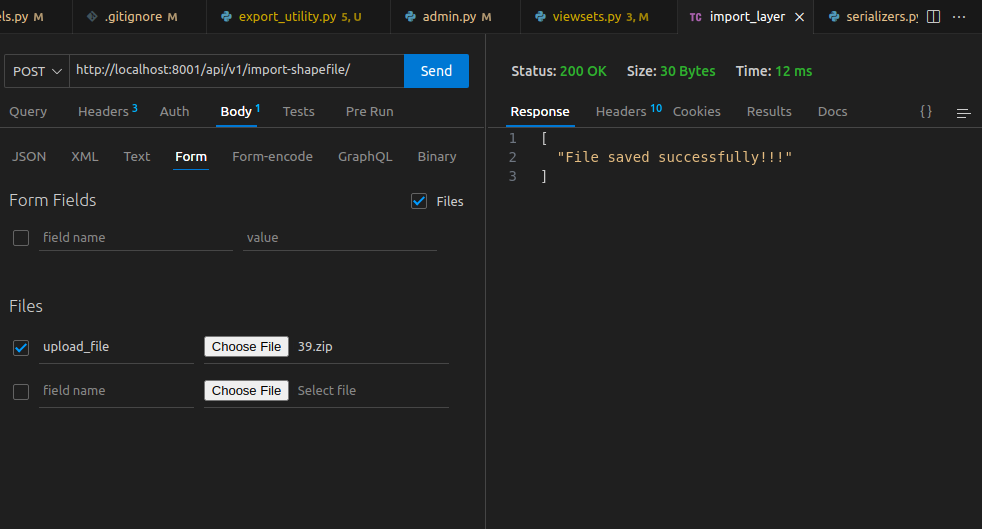 els.py M
.gitignore M
export_utility.py 5, U
admin.py M
viewsets.py 3, M
TC import_layer
serializers.py
POST
http://localhost:8001/api/v1/import-shapefile/
Send
Query
Headers 3
Auth
Body 1
Tests
Pre Run
JSON
XML
Text
Form
Form-encode
GraphQL
Binary
Form Fields
Files
field name
value
Files
upload_file
Choose File
39.zip
field name
Choose File
Select file
Status: 200 OK
Size: 30 Bytes
Time: 12 ms
Response
Headers 10
Cookies
Results
Docs
{}
1 [
2 "File saved successfully!!!"
3 ]